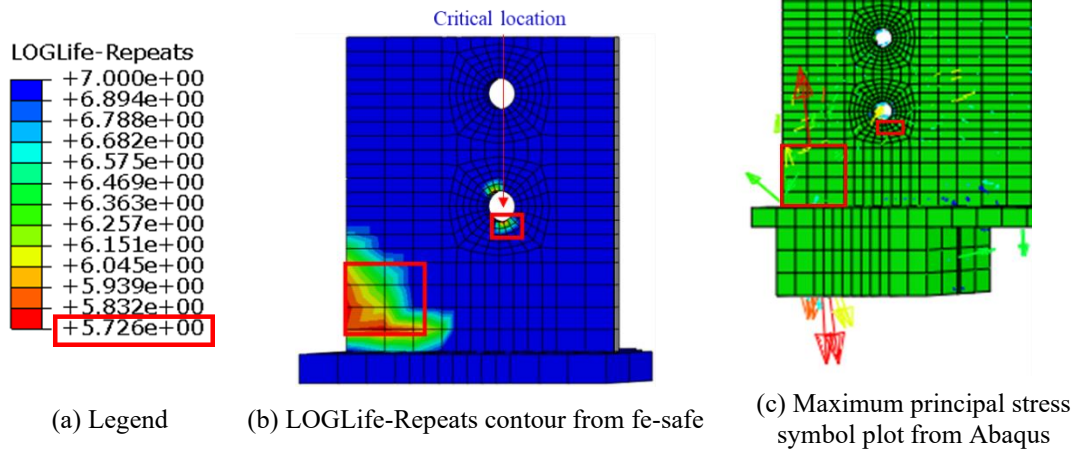 Critical location
LOGLife-Repeats
+7.000e+00
+6.894e+00
+6.788e+00
+6.682e+00
+6.575e+00
+6.469e+00
+6.363e+00
+6.257e+00
+6.151e+00
+6.045e+00
+5.939e+00
+5.832e+00
+5.726e+00
(a) Legend
(b) LOGLife-Repeats contour from fe-safe
(c) Maximum principal stress
symbol plot from Abaqus